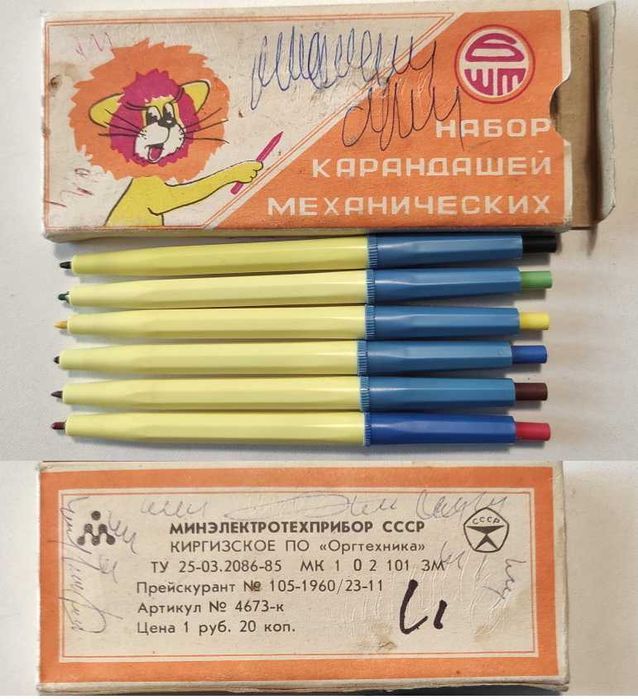 НАБОР
КАРАНДАШЕЙ
МЕХАНИЧЕСКИХ
МИНЭЛЕКТРОТЕХПРИБОР СССР
КИРГИЗСКОЕ ПО «Оргтехника»
ТУ 25-03.2086-85 МК 1 0 2 101 3М
Прейскурант № 105-1960/23-11
Артикул № 4673-к
Цена 1 руб. 20 коп.
СССР